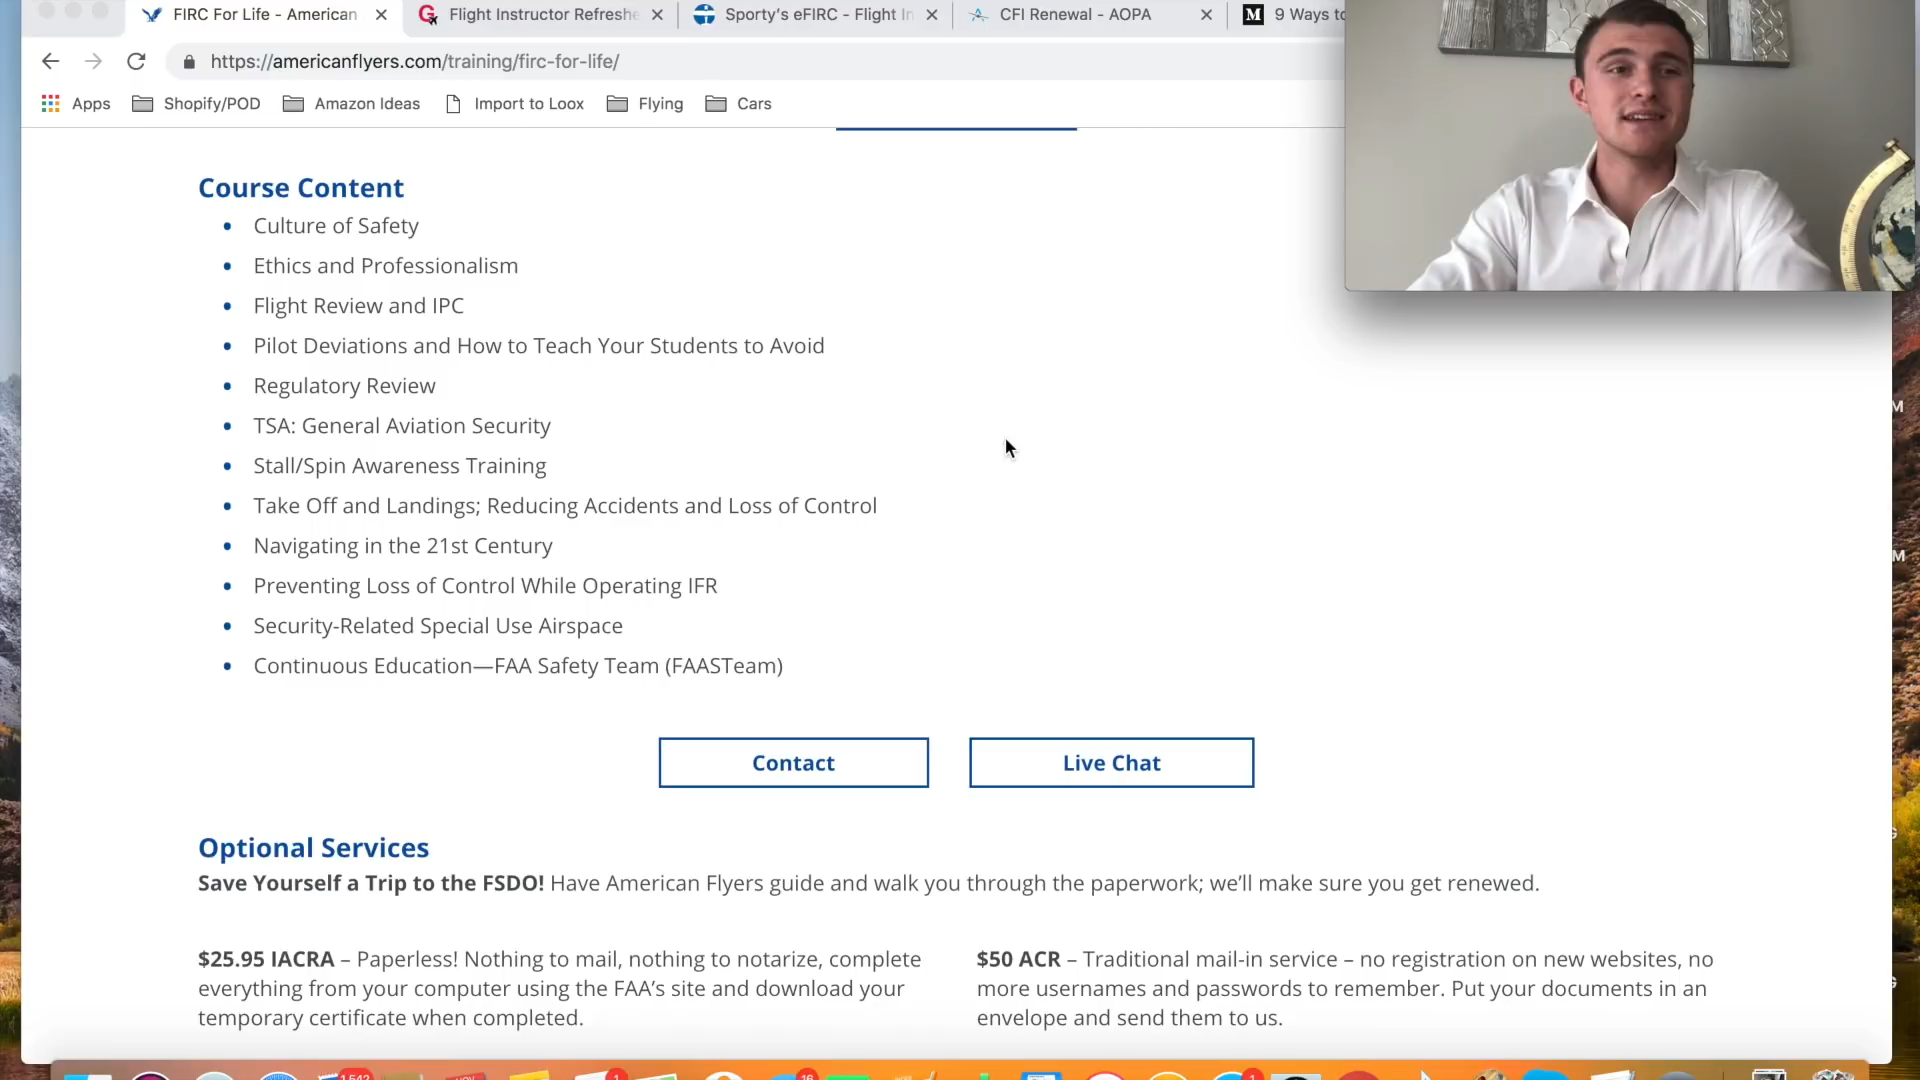 FIRC For Life - American
Flight Instructor Refreshe
Sporty's eFIRC - Flight In
CFI Renewal - AOPA
M 9 Ways to
https://americanflyers.com/training/firc-for-life/
Apps Shopify/POD Amazon Ideas Import to Loox Flying Cars
Course Content
• Culture of Safety
• Ethics and Professionalism
• Flight Review and IPC
• Pilot Deviations and How to Teach Your Students to Avoid
• Regulatory Review
• TSA: General Aviation Security
• Stall/Spin Awareness Training
• Take Off and Landings; Reducing Accidents and Loss of Control
• Navigating in the 21st Century
• Preventing Loss of Control While Operating IFR
• Security-Related Special Use Airspace
• Continuous Education—FAA Safety Team (FAASTeam)
Contact
Live Chat
Optional Services
Save Yourself a Trip to the FSDO! Have American Flyers guide and walk you through the paperwork; we'll make sure you get renewed.
$25.95 IACRA – Paperless! Nothing to mail, nothing to notarize, complete
everything from your computer using the FAA's site and download your
temporary certificate when completed.
$50 ACR – Traditional mail-in service – no registration on new websites, no
more usernames and passwords to remember. Put your documents in an
envelope and send them to us.
1,542
NOV
1
16
1